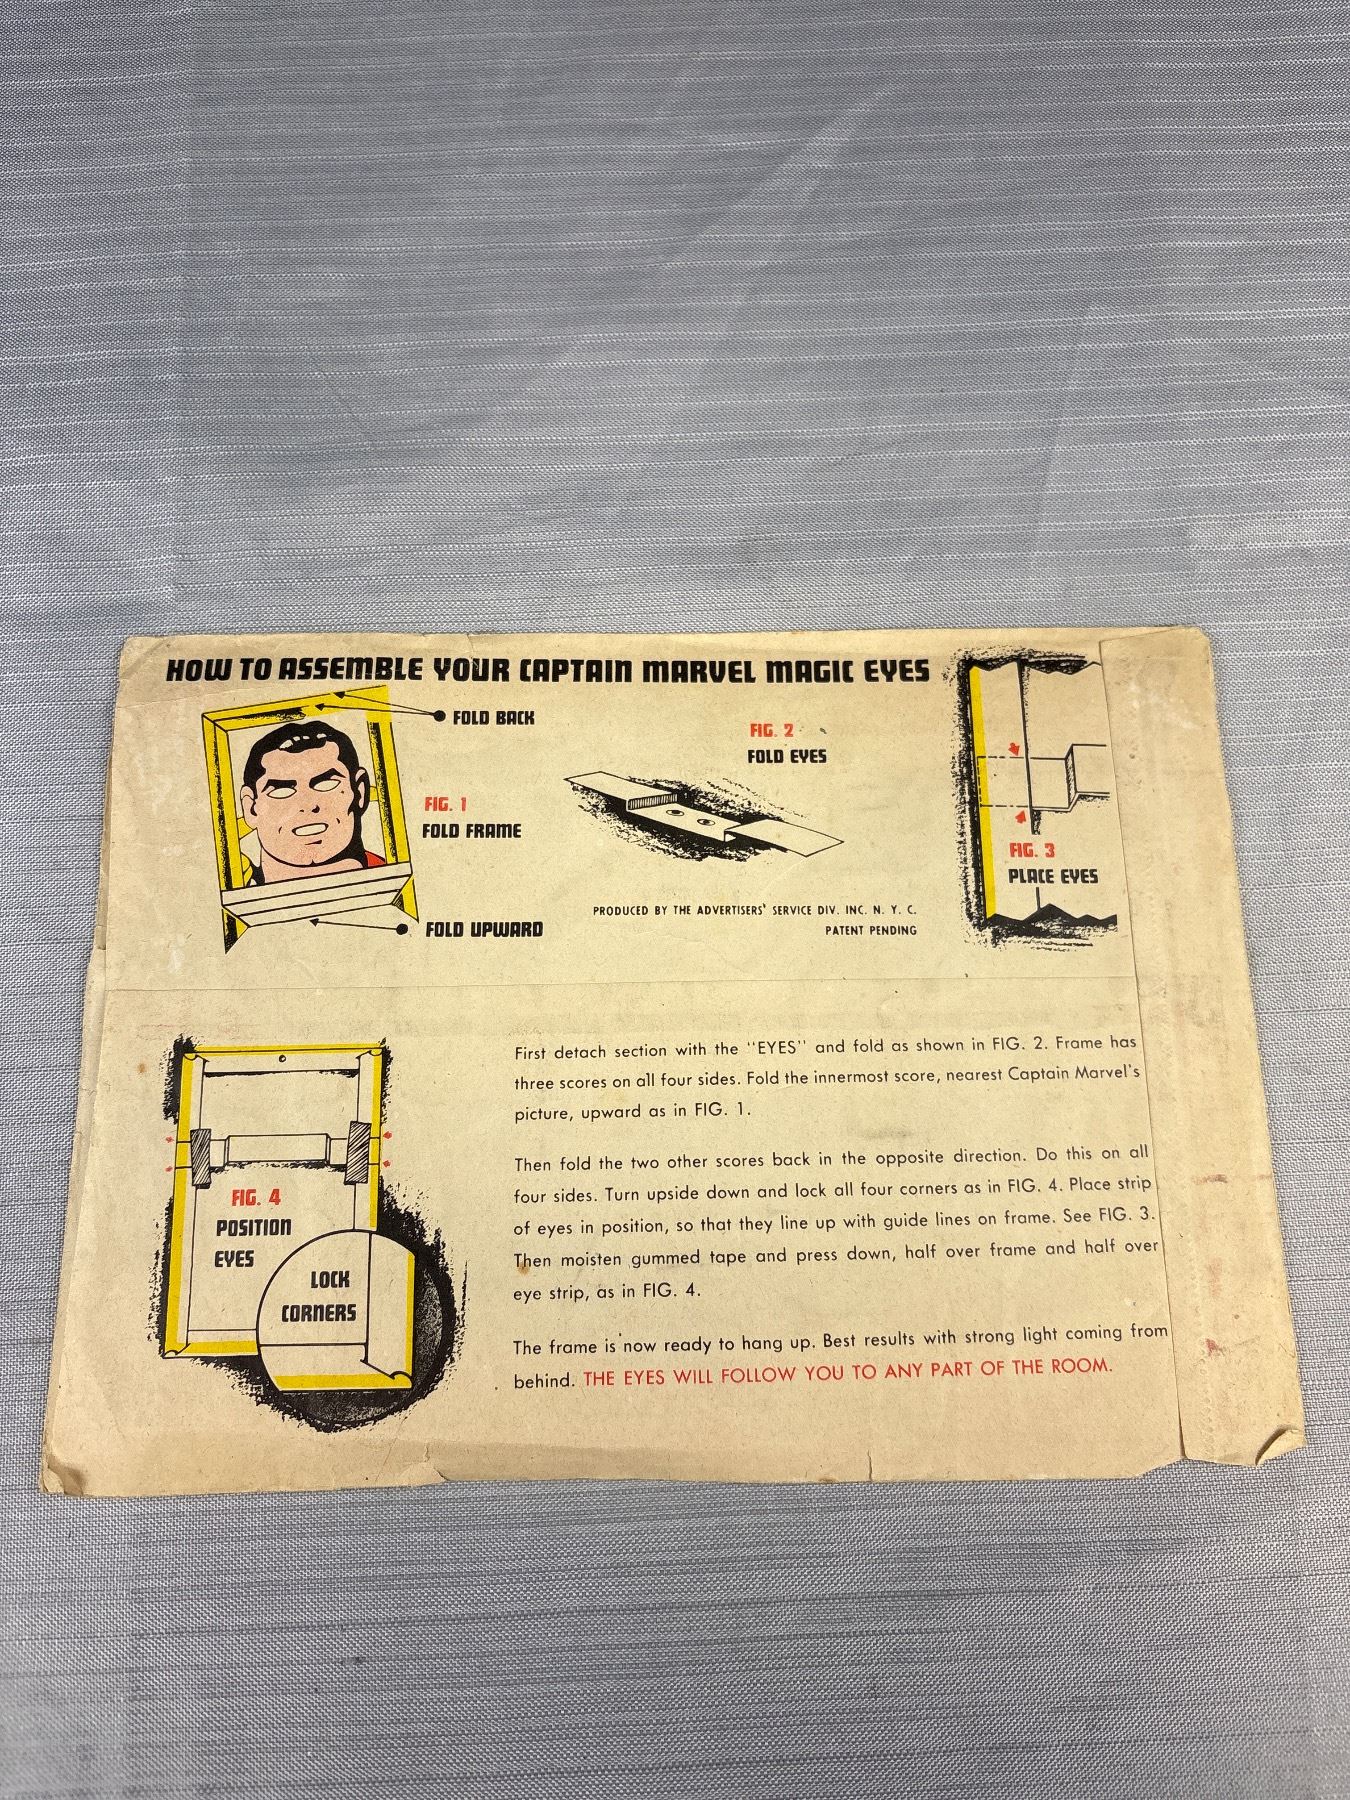 HOW TO ASSEMBLE YOUR CAPTAIN MARVEL MAGIC EYES
FOLD BACK
FIG. 1
FOLD FRAME
FOLD UPWARD
FIG. 2
FOLD EYES
PRODUCED BY THE ADVERTISERS' SERVICE DIV. INC. N. Y. C.
PATENT PENDING
FIG. 3
PLACE EYES
FIG. 4
POSITION
EYES
LOCK
CORNERS
First detach section with the "EYES" and fold as shown in FIG. 2. Frame has
three scores on all four sides. Fold the innermost score, nearest Captain Marvel's
picture, upward as in FIG. 1.
Then fold the two other scores back in the opposite direction. Do this on all
four sides. Turn upside down and lock all four corners as in FIG. 4. Place strip
of eyes in position, so that they line up with guide lines on frame. See FIG. 3.
Then moisten gummed tape and press down, half over frame and half over
eye strip, as in FIG. 4.
The frame is now ready to hang up. Best results with strong light coming from
behind. THE EYES WILL FOLLOW YOU TO ANY PART OF THE ROOM.